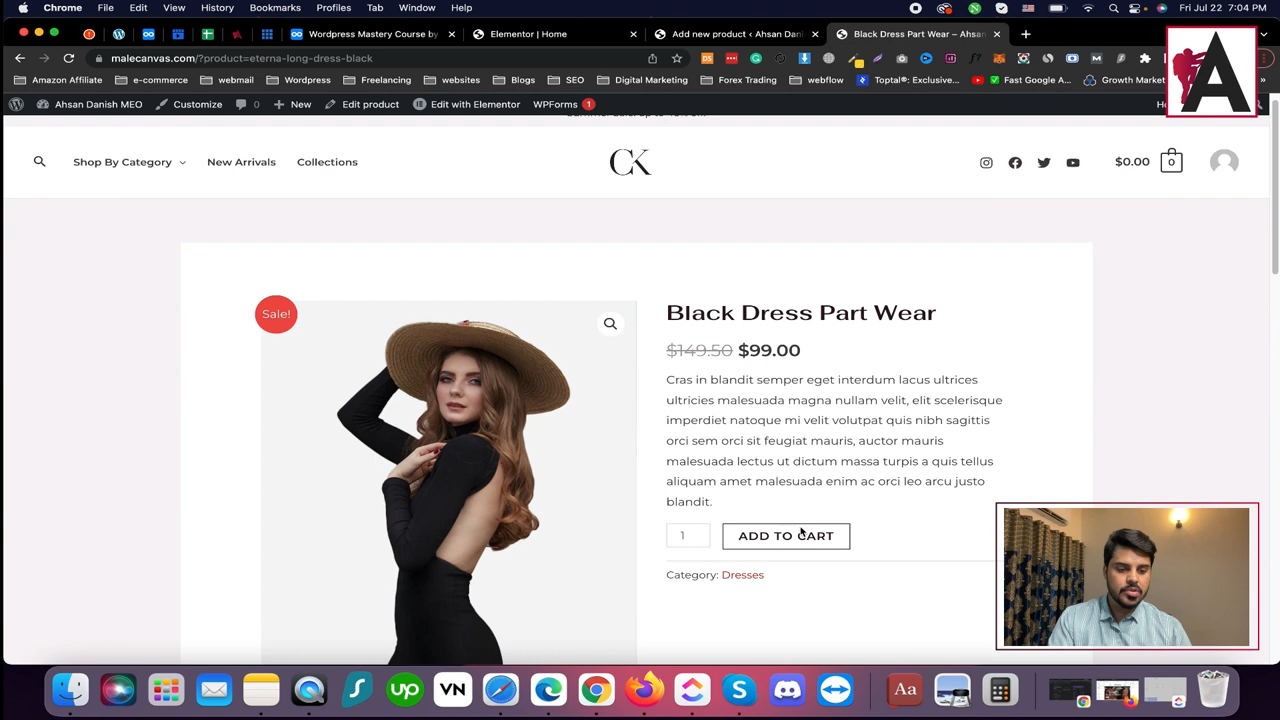 Chrome File Edit View History Bookmarks Profiles Tab Window Help Fri Jul 22 7:04 PM
Wordpress Mastery Course by Elementor | Home Add new product ‹ Ahsan Dani Black Dress Part Wear – Ahsan
malecanvas.com/?product=eterna-long-dress-black
Amazon Affiliate e-commerce webmail Wordpress Freelancing websites Blogs SEO Digital Marketing Forex Trading webflow Toptal®: Exclusive... Fast Google A... Growth Market
Ahsan Danish MEO Customize 0 New Edit product Edit with Elementor WPForms 1
Shop By Category New Arrivals Collections CK $0.00 0
Sale!
Black Dress Part Wear
$149.50 $99.00
Cras in blandit semper eget interdum lacus ultrices
ultricies malesuada magna nullam velit, elit scelerisque
imperdiet natoque mi velit volutpat quis nibh sagittis
orci sem orci sit feugiat mauris, auctor mauris
malesuada lectus ut dictum massa turpis a quis tellus
aliquam amet malesuada enim ac orci leo arcu justo
blandit.
1 ADD TO CART
Category: Dresses
A
up VN S Aa